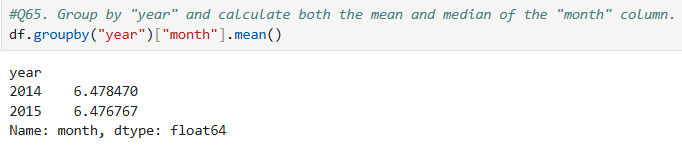 #Q65. Group by "year" and calculate both the mean and median of the "month" column.
df.groupby("year")["month"].mean()
year
2014    6.478470
2015    6.476767
Name: month, dtype: float64